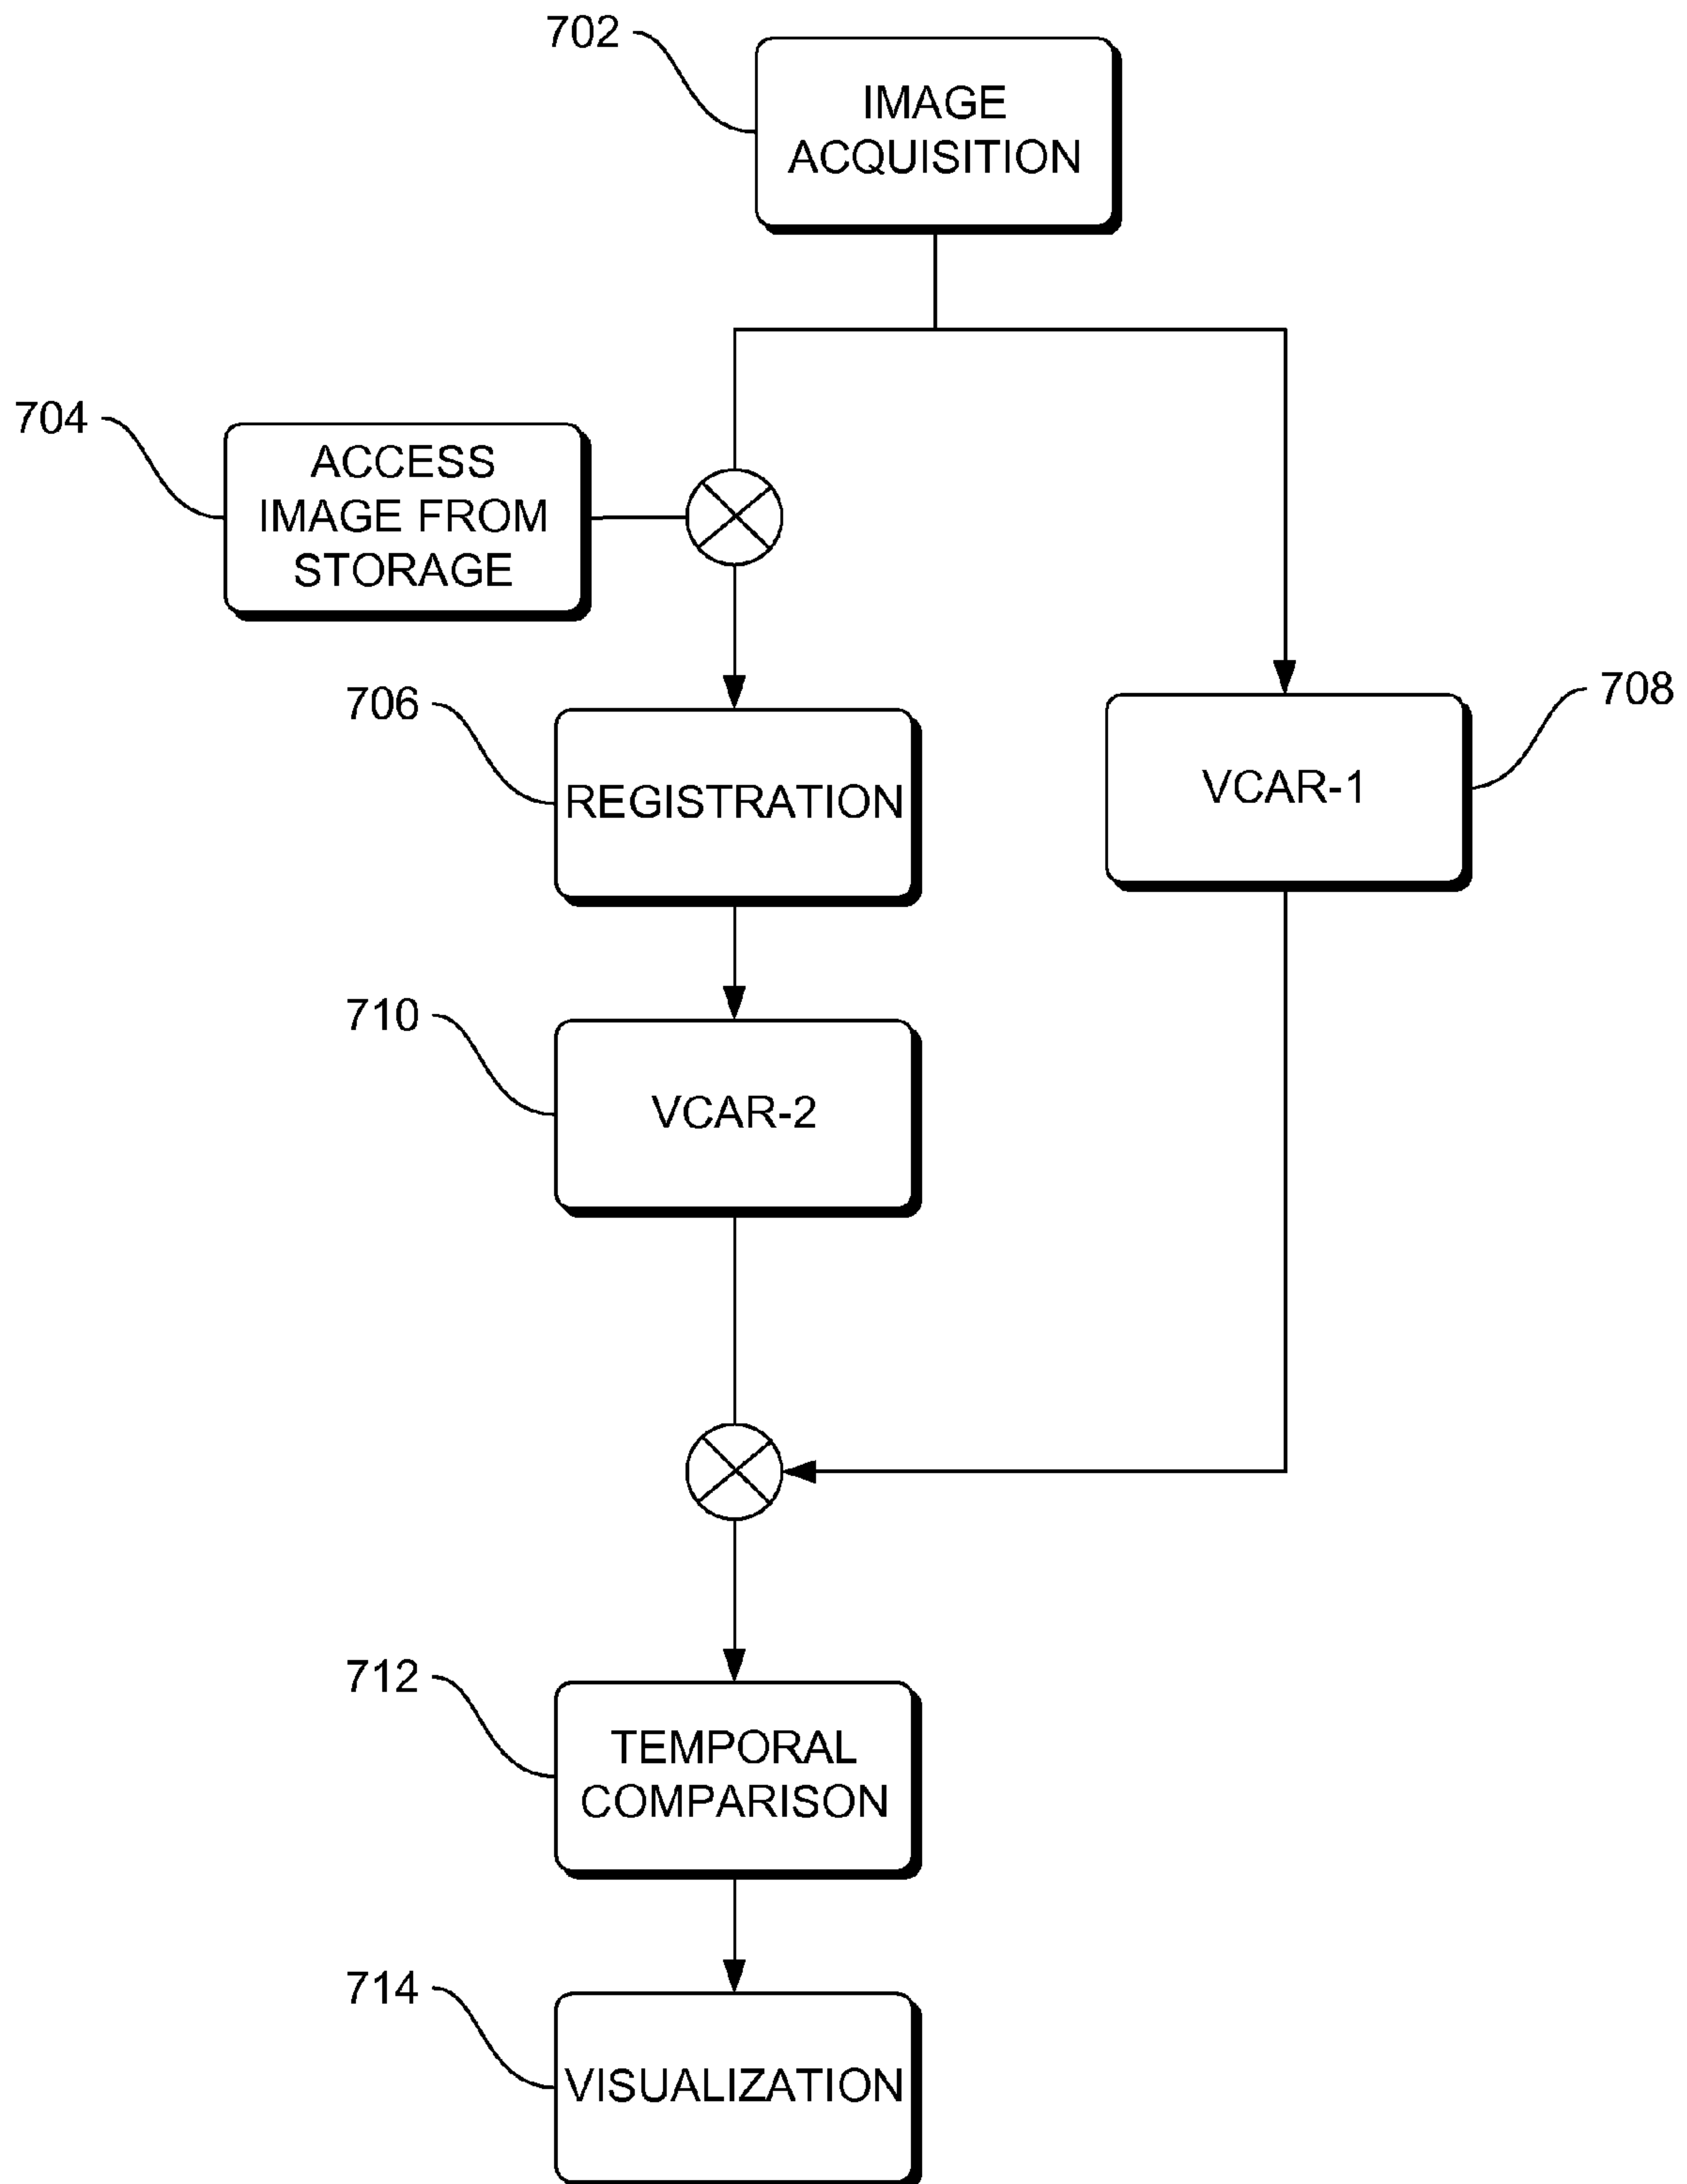 702
IMAGE
ACQUISITION
704
ACCESS
IMAGE FROM
STORAGE
706
REGISTRATION
708
VCAR-1
710
VCAR-2
712
TEMPORAL
COMPARISON
714
VISUALIZATION